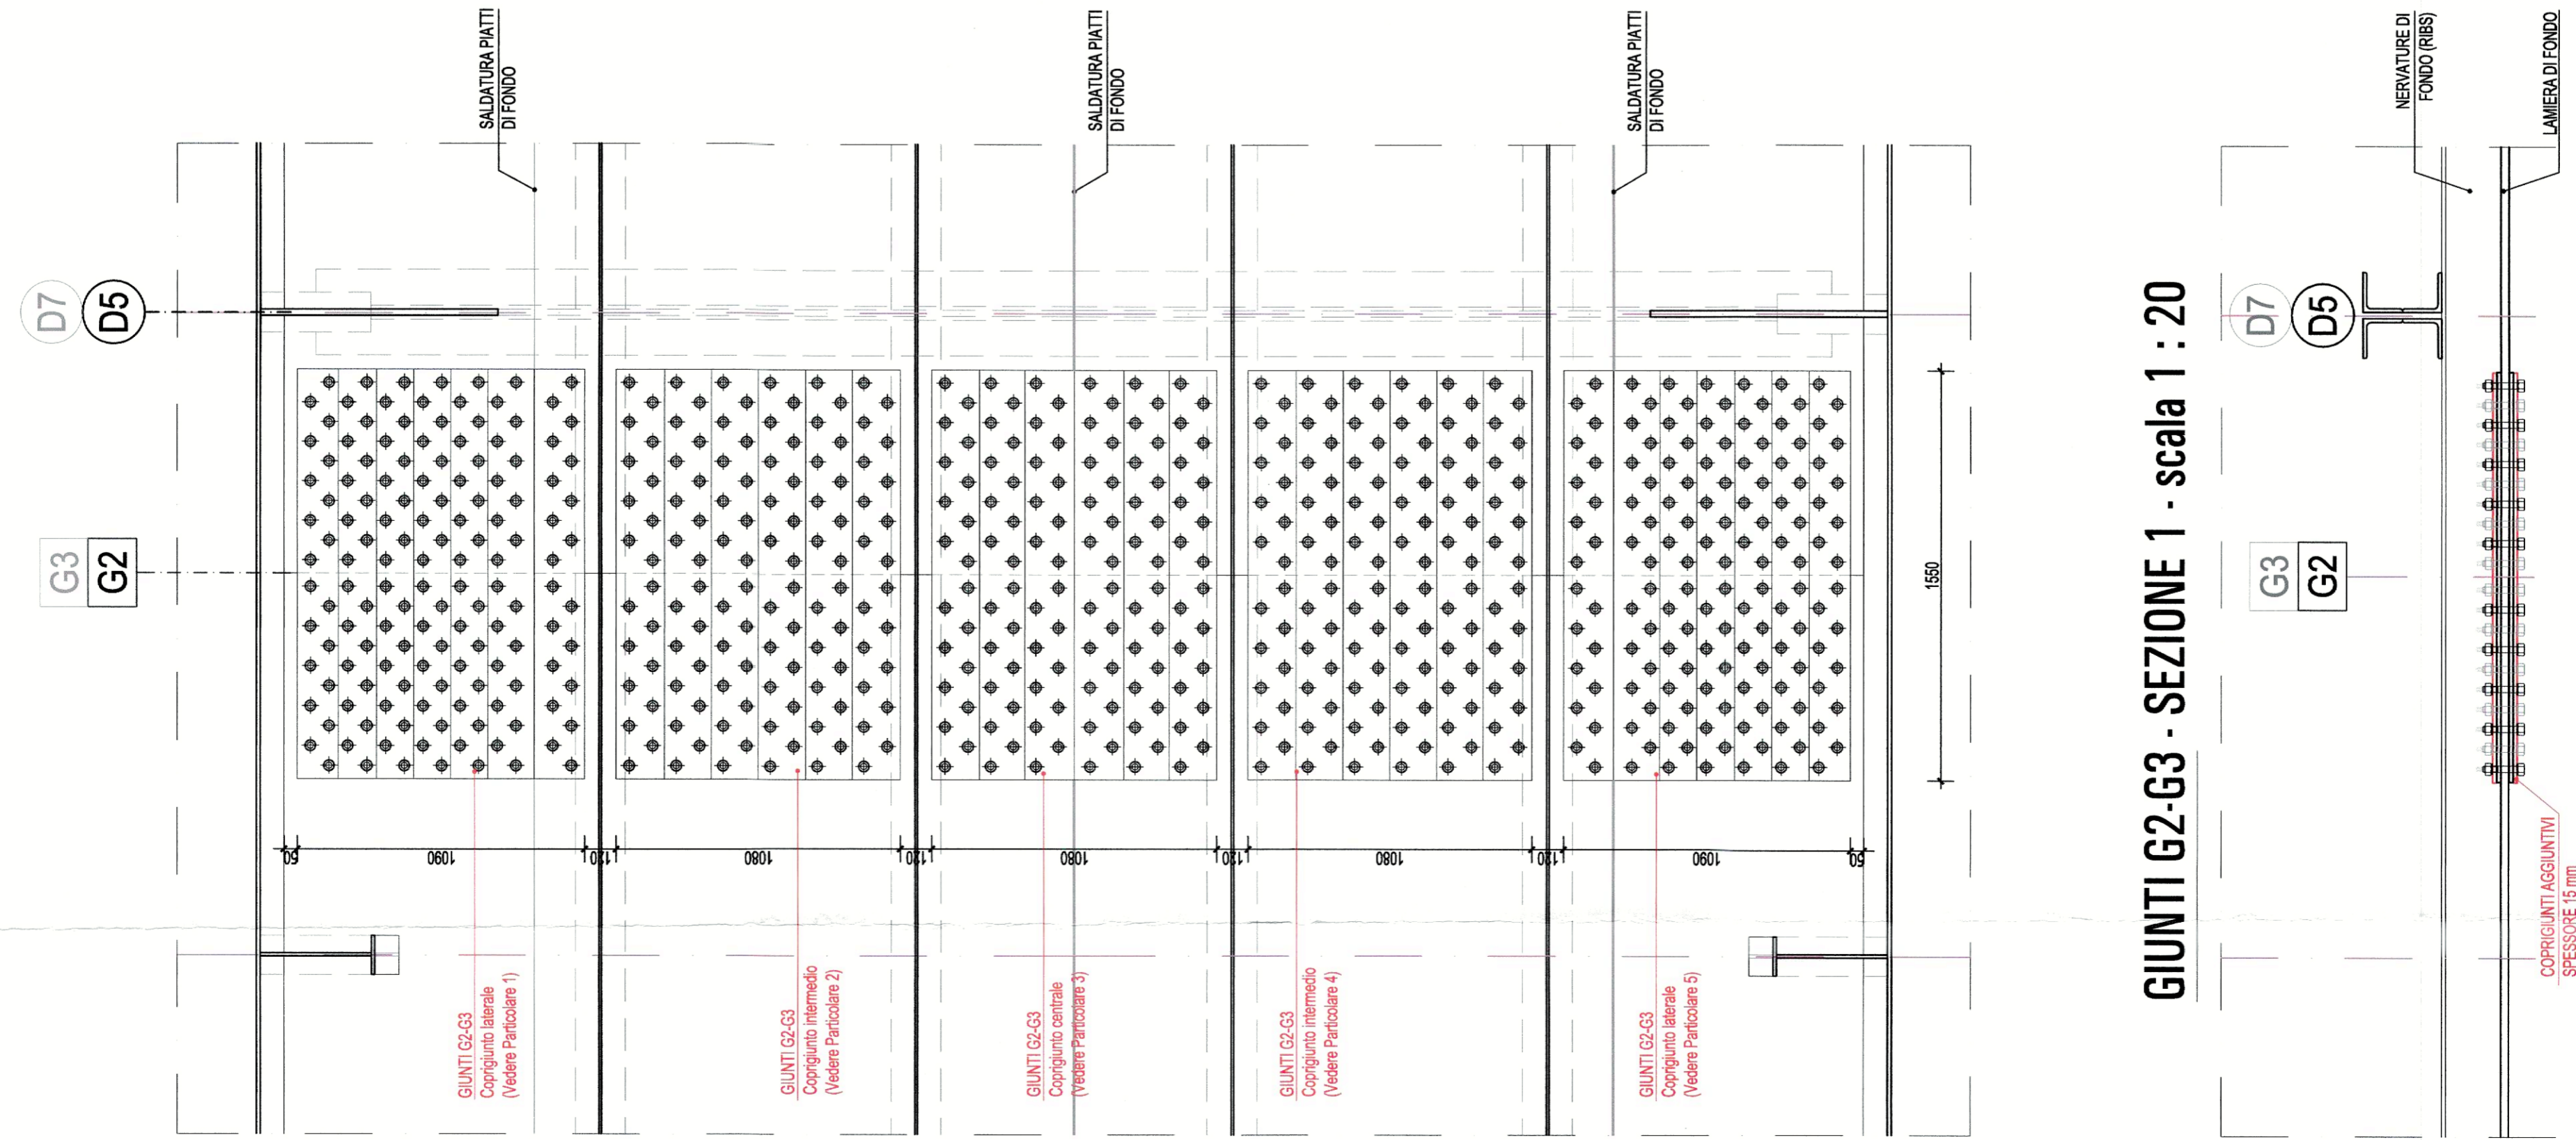 D7
D5
G3
G2
SALDATURA PIATTI
DI FONDO
SALDATURA PIATTI
DI FONDO
SALDATURA PIATTI
DI FONDO
50
1090
120
1080
120
1080
120
1080
120
1090
50
1550
GIUNTI G2-G3
Coprigiunto laterale
(Vedere Particolare 1)
GIUNTI G2-G3
Coprigiunto intermedio
(Vedere Particolare 2)
GIUNTI G2-G3
Coprigiunto centrale
(Vedere Particolare 3)
GIUNTI G2-G3
Coprigiunto intermedio
(Vedere Particolare 4)
GIUNTI G2-G3
Coprigiunto laterale
(Vedere Particolare 5)
GIUNTI G2-G3 - SEZIONE 1 - scala 1 : 20
NERVATURE DI
FONDO (RIBS)
LAMIERA DI FONDO
D7
D5
G3
G2
COPRIGIUNTI AGGIUNTIVI
SPESSORE 15 mm